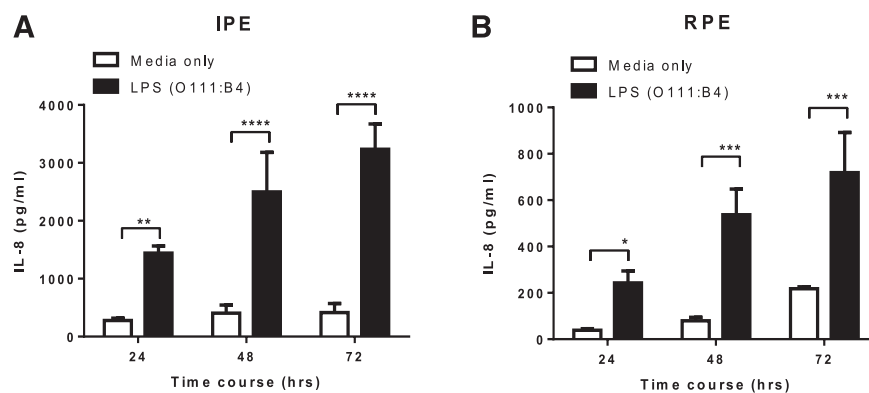 A
IPE
Media only
LPS (O111:B4)
4000
3000
2000
1000
0
IL-8 (pg/ml)
**
****
****
24
48
72
Time course (hrs)
B
RPE
Media only
LPS (O111:B4)
1000
800
600
400
200
0
IL-8 (pg/ml)
*
***
***
24
48
72
Time course (hrs)